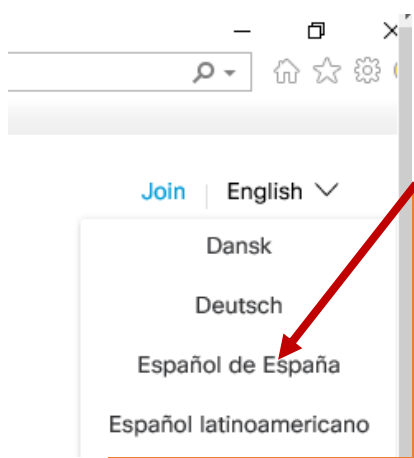 Join English
Dansk
Deutsch
Español de España
Español latinoamericano